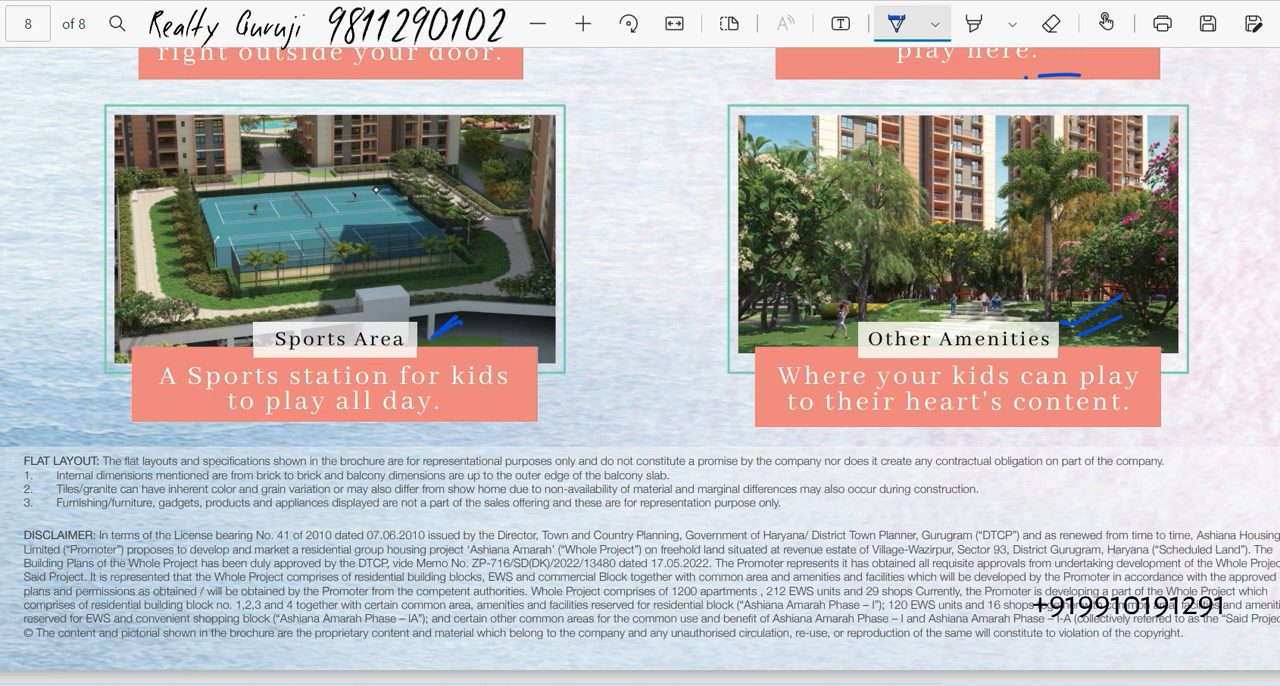 8 of 8 Realty Guruji 9811290102
right outside your door.
play here.
Sports Area
A Sports station for kids
to play all day.
Other Amenities
Where your kids can play
to their heart's content.
FLAT LAYOUT: The flat layouts and specifications shown in the brochure are for representational purposes only and do not constitute a promise by the company nor does it create any contractual obligation on part of the company.
1. Internal dimensions mentioned are from brick to brick and balcony dimensions are up to the outer edge of the balcony slab.
2. Tiles/granite can have inherent color and grain variation or may also differ from show home due to non-availability of material and marginal differences may also occur during construction.
3. Furnishing/furniture, gadgets, products and appliances displayed are not a part of the sales offering and these are for representation purpose only.
DISCLAIMER: In terms of the License bearing No. 41 of 2010 dated 07.06.2010 issued by the Director, Town and Country Planning, Government of Haryana/ District Town Planner, Gurugram ("DTCP") and as renewed from time to time, Ashiana Housing
Limited ("Promoter") proposes to develop and market a residential group housing project 'Ashiana Amarah' ("Whole Project") on freehold land situated at revenue estate of Village-Wazirpur, Sector 93, District Gurugram, Haryana ("Scheduled Land"). The
Building Plans of the Whole Project has been duly approved by the DTCP, vide Memo No. ZP-716/SD(DK)/2022/13480 dated 17.05.2022. The Promoter represents it has obtained all requisite approvals from undertaking development of the Whole Projec
Said Project. It is represented that the Whole Project comprises of residential building blocks, EWS and commercial Block together with common area and amenities and facilities which will be developed by the Promoter in accordance with the approved
plans and permissions as obtained / will be obtained by the Promoter from the competent authorities. Whole Project comprises of 1200 apartments , 212 EWS units and 29 shops Currently, the Promoter is developing a part of the Whole Project which
comprises of residential building block no. 1,2,3 and 4 together with certain common area, amenities and facilities reserved for residential block ("Ashiana Amarah Phase – I"); 120 EWS units and 16 shops
+919910191291
reserved for EWS and convenient shopping block ("Ashiana Amarah Phase – IA"); and certain other common areas for the common use and benefit of Ashiana Amarah Phase – I and Ashiana Amarah Phase – I-A (collectively referred to as the "Said Projec
© The content and pictorial shown in the brochure are the proprietary content and material which belong to the company and any unauthorised circulation, re-use, or reproduction of the same will constitute to violation of the copyright.